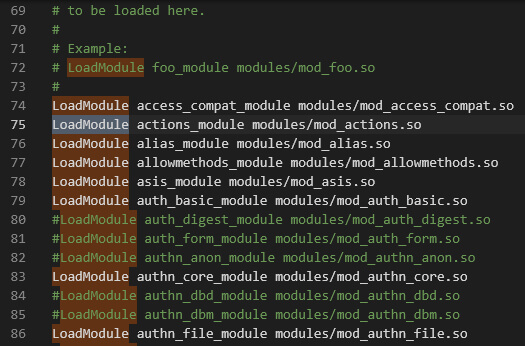 69 # to be loaded here.
70 #
71 # Example:
72 # LoadModule foo_module modules/mod_foo.so
73 #
74 LoadModule access_compat_module modules/mod_access_compat.so
75 LoadModule actions_module modules/mod_actions.so
76 LoadModule alias_module modules/mod_alias.so
77 LoadModule allowmethods_module modules/mod_allowmethods.so
78 LoadModule asis_module modules/mod_asis.so
79 LoadModule auth_basic_module modules/mod_auth_basic.so
80 #LoadModule auth_digest_module modules/mod_auth_digest.so
81 #LoadModule auth_form_module modules/mod_auth_form.so
82 #LoadModule authn_anon_module modules/mod_authn_anon.so
83 LoadModule authn_core_module modules/mod_authn_core.so
84 #LoadModule authn_dbd_module modules/mod_authn_dbd.so
85 #LoadModule authn_dbm_module modules/mod_authn_dbm.so
86 LoadModule authn_file_module modules/mod_authn_file.so